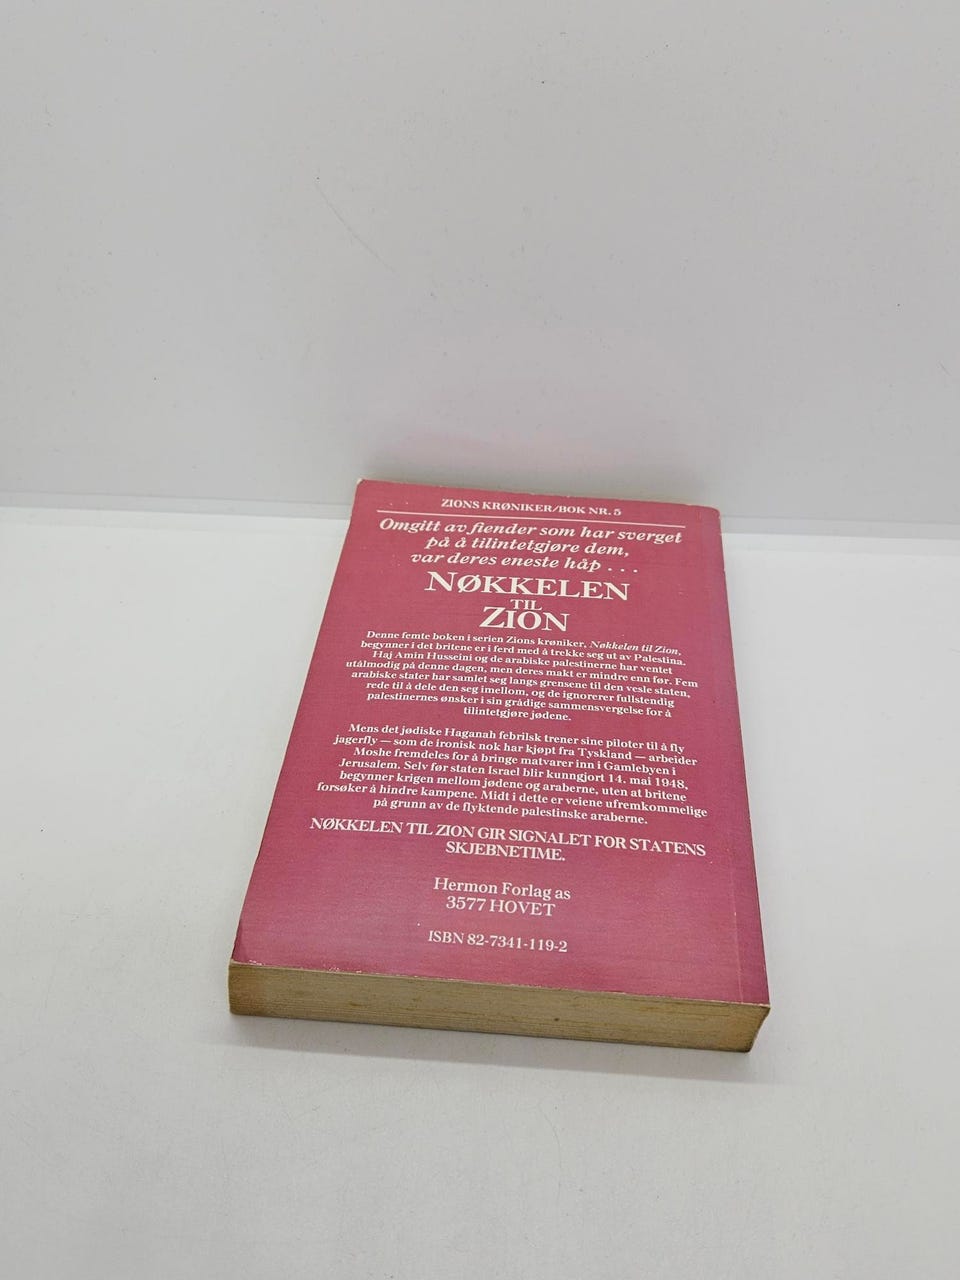 ZIONS KRØNIKER/BOK NR. 5
Omgitt av fiender som har sverget
på å tilintetgjøre dem,
var deres eneste håp . . .
NØKKELEN
TIL
ZION
Denne femte boken i serien Zions krøniker, Nøkkelen til Zion,
begynner i det britene er i ferd med å trekke seg ut av Palestina.
Haj Amin Husseini og de arabiske palestinerne har ventet
utålmodig på denne dagen, men deres makt er mindre enn før. Fem
arabiske stater har samlet seg langs grensene til den vesle staten,
rede til å dele den seg imellom, og de ignorerer fullstendig
palestinernes ønsker i sin grådige sammensvergelse for å
tilintetgjøre jødene.
Mens det jødiske Haganah febrilsk trener sine piloter til å fly
jagerfly — som de ironisk nok har kjøpt fra Tyskland — arbeider
Moshe fremdeles for å bringe matvarer inn i Gamlebyen i
Jerusalem. Selv før staten Israel blir kunngjort 14. mai 1948,
begynner krigen mellom jødene og araberne, uten at britene
forsøker å hindre kampene. Midt i dette er veiene ufremkommelige
på grunn av de flyktende palestinske araberne.
NØKKELEN TIL ZION GIR SIGNALET FOR STATENS
SKJEBNETIME.
Hermon Forlag as
3577 HOVET
ISBN 82-7341-119-2